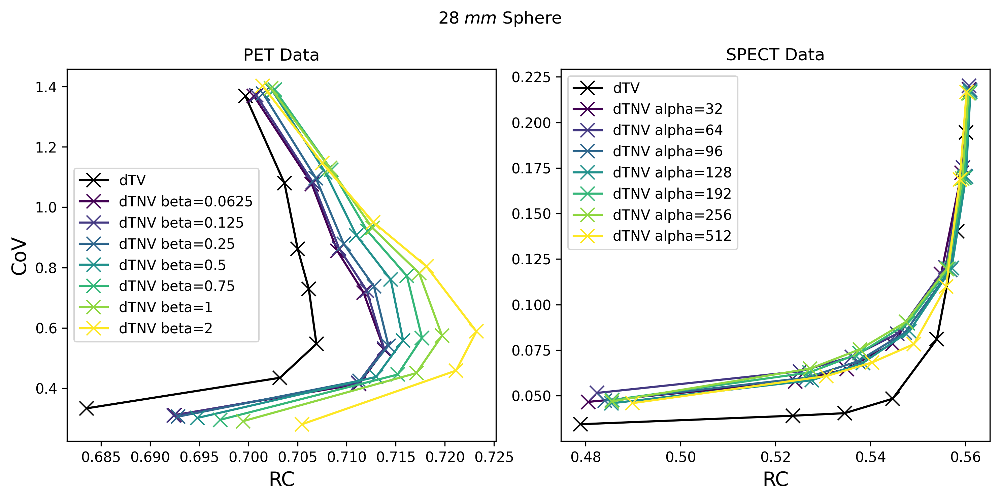 28 mm Sphere
PET Data
CoV
1.4
1.2
1.0
0.8
0.6
0.4
dTV
dTNV beta=0.0625
dTNV beta=0.125
dTNV beta=0.25
dTNV beta=0.5
dTNV beta=0.75
dTNV beta=1
dTNV beta=2
0.685 0.690 0.695 0.700 0.705 0.710 0.715 0.720 0.725
RC
SPECT Data
0.225
0.200
0.175
0.150
0.125
0.100
0.075
0.050
dTV
dTNV alpha=32
dTNV alpha=64
dTNV alpha=96
dTNV alpha=128
dTNV alpha=192
dTNV alpha=256
dTNV alpha=512
0.48 0.50 0.52 0.54 0.56
RC